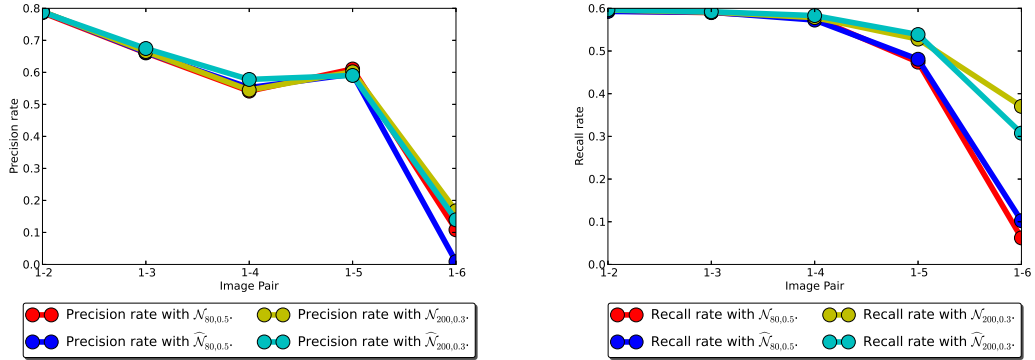 0.8
0.7
0.6
0.5
0.4
0.3
0.2
0.1
0.0
Precision rate
1-2 1-3 1-4 1-5 1-6
Image Pair
Precision rate with 𝒩₈₀,₀.₅. Precision rate with 𝒩₂₀₀,₀.₃.
Precision rate with 𝒩̂₈₀,₀.₅. Precision rate with 𝒩̂₂₀₀,₀.₃.
0.6
0.5
0.4
0.3
0.2
0.1
0.0
Recall rate
1-2 1-3 1-4 1-5 1-6
Image Pair
Recall rate with 𝒩₈₀,₀.₅. Recall rate with 𝒩₂₀₀,₀.₃.
Recall rate with 𝒩̂₈₀,₀.₅. Recall rate with 𝒩̂₂₀₀,₀.₃.